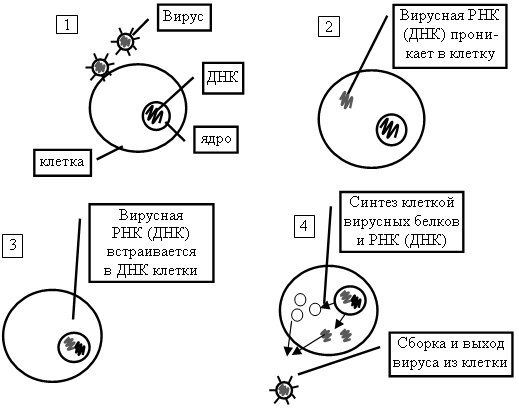 1
Вирус
ДНК
ядро
клетка
2
Вирусная РНК
(ДНК) прони-
кает в клетку
3
Вирусная
РНК (ДНК)
встраивается
в ДНК клетки
4
Синтез клеткой
вирусных белков
и РНК (ДНК)
Сборка и выход
вируса из клетки